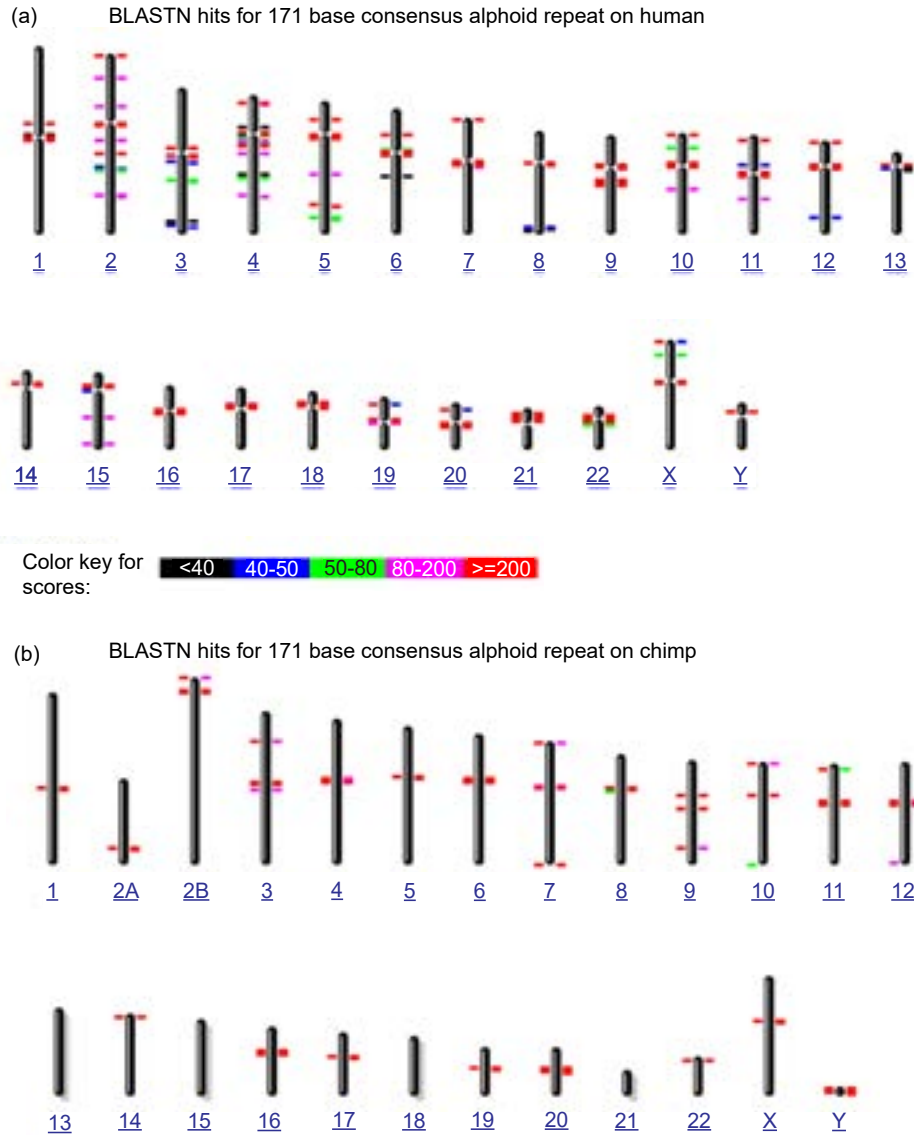 (a) BLASTN hits for 171 base consensus alphoid repeat on human
1 2 3 4 5 6 7 8 9 10 11 12 13
14 15 16 17 18 19 20 21 22 X Y
Color key for scores: <40 40-50 50-80 80-200 >=200
(b) BLASTN hits for 171 base consensus alphoid repeat on chimp
1 2A 2B 3 4 5 6 7 8 9 10 11 12
13 14 15 16 17 18 19 20 21 22 X Y